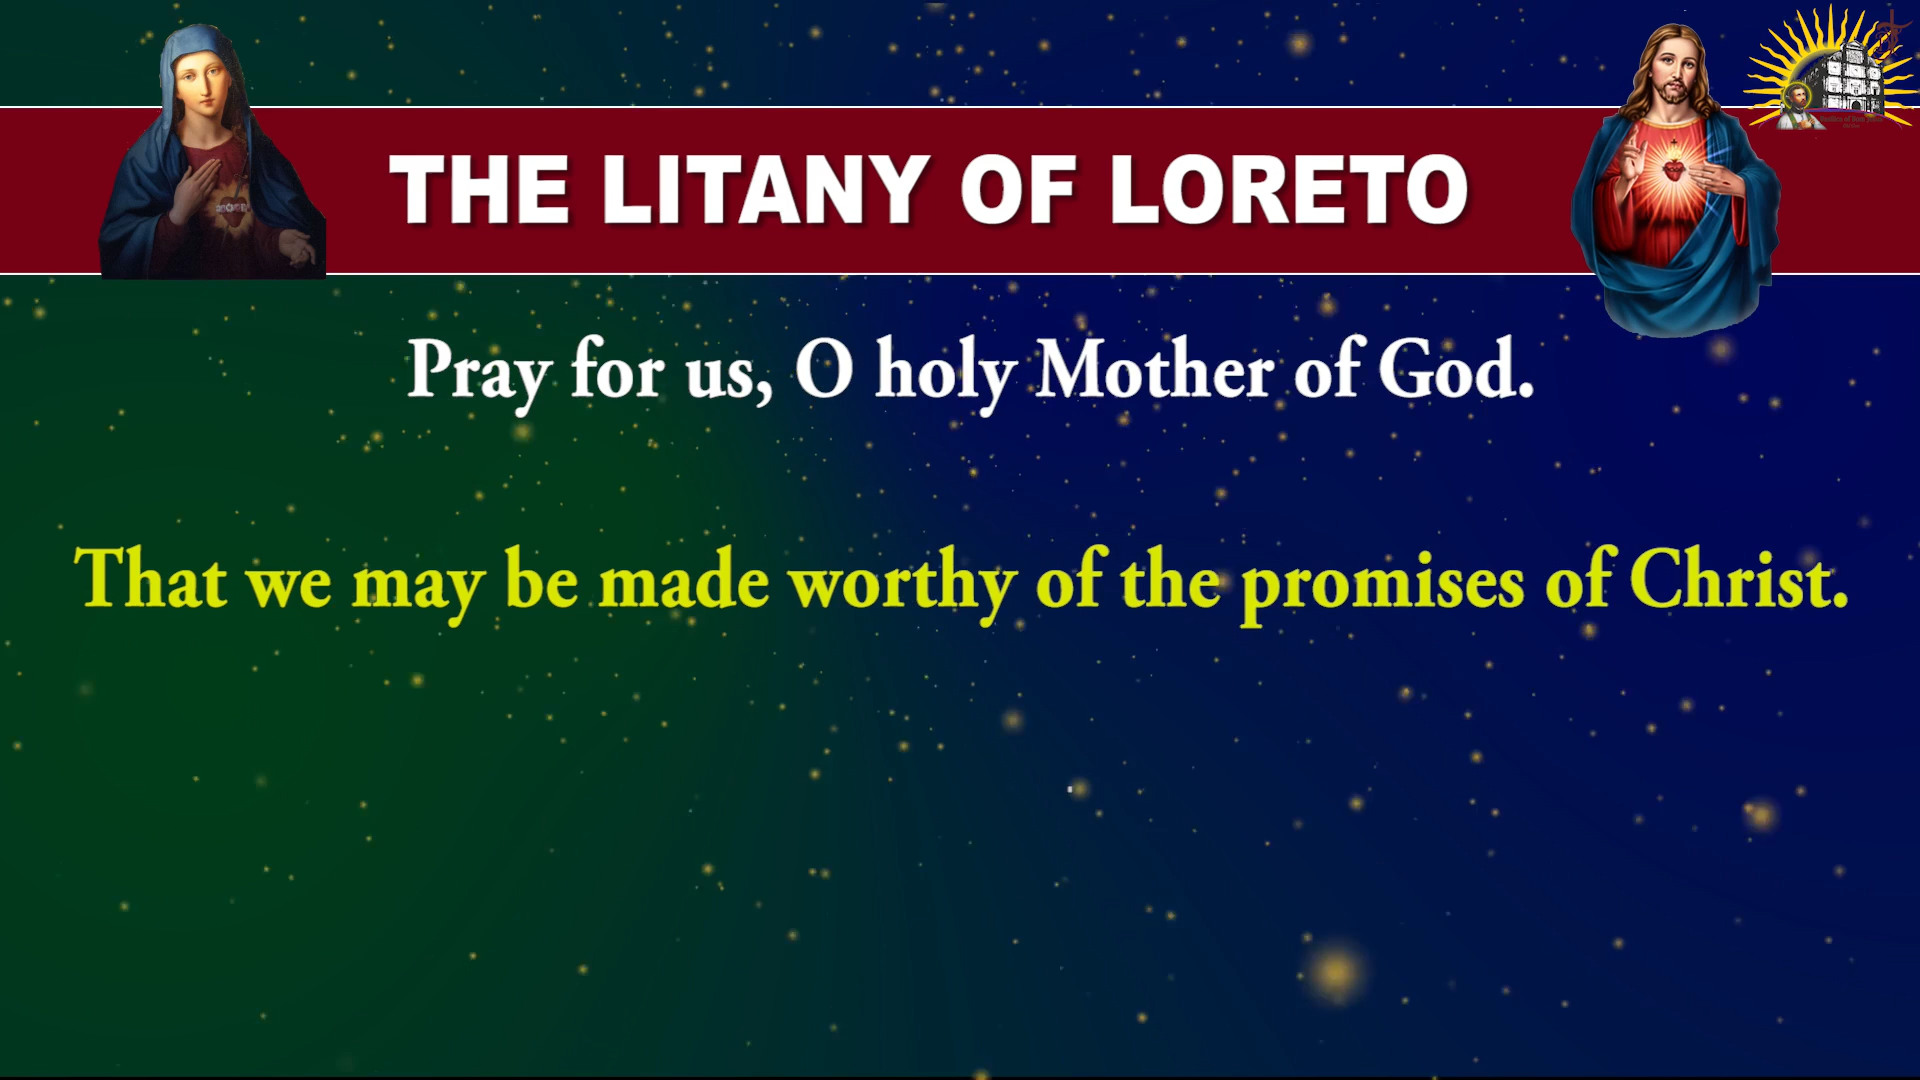 THE LITANY OF LORETO
Pray for us, O holy Mother of God.
That we may be made worthy of the promises of Christ.